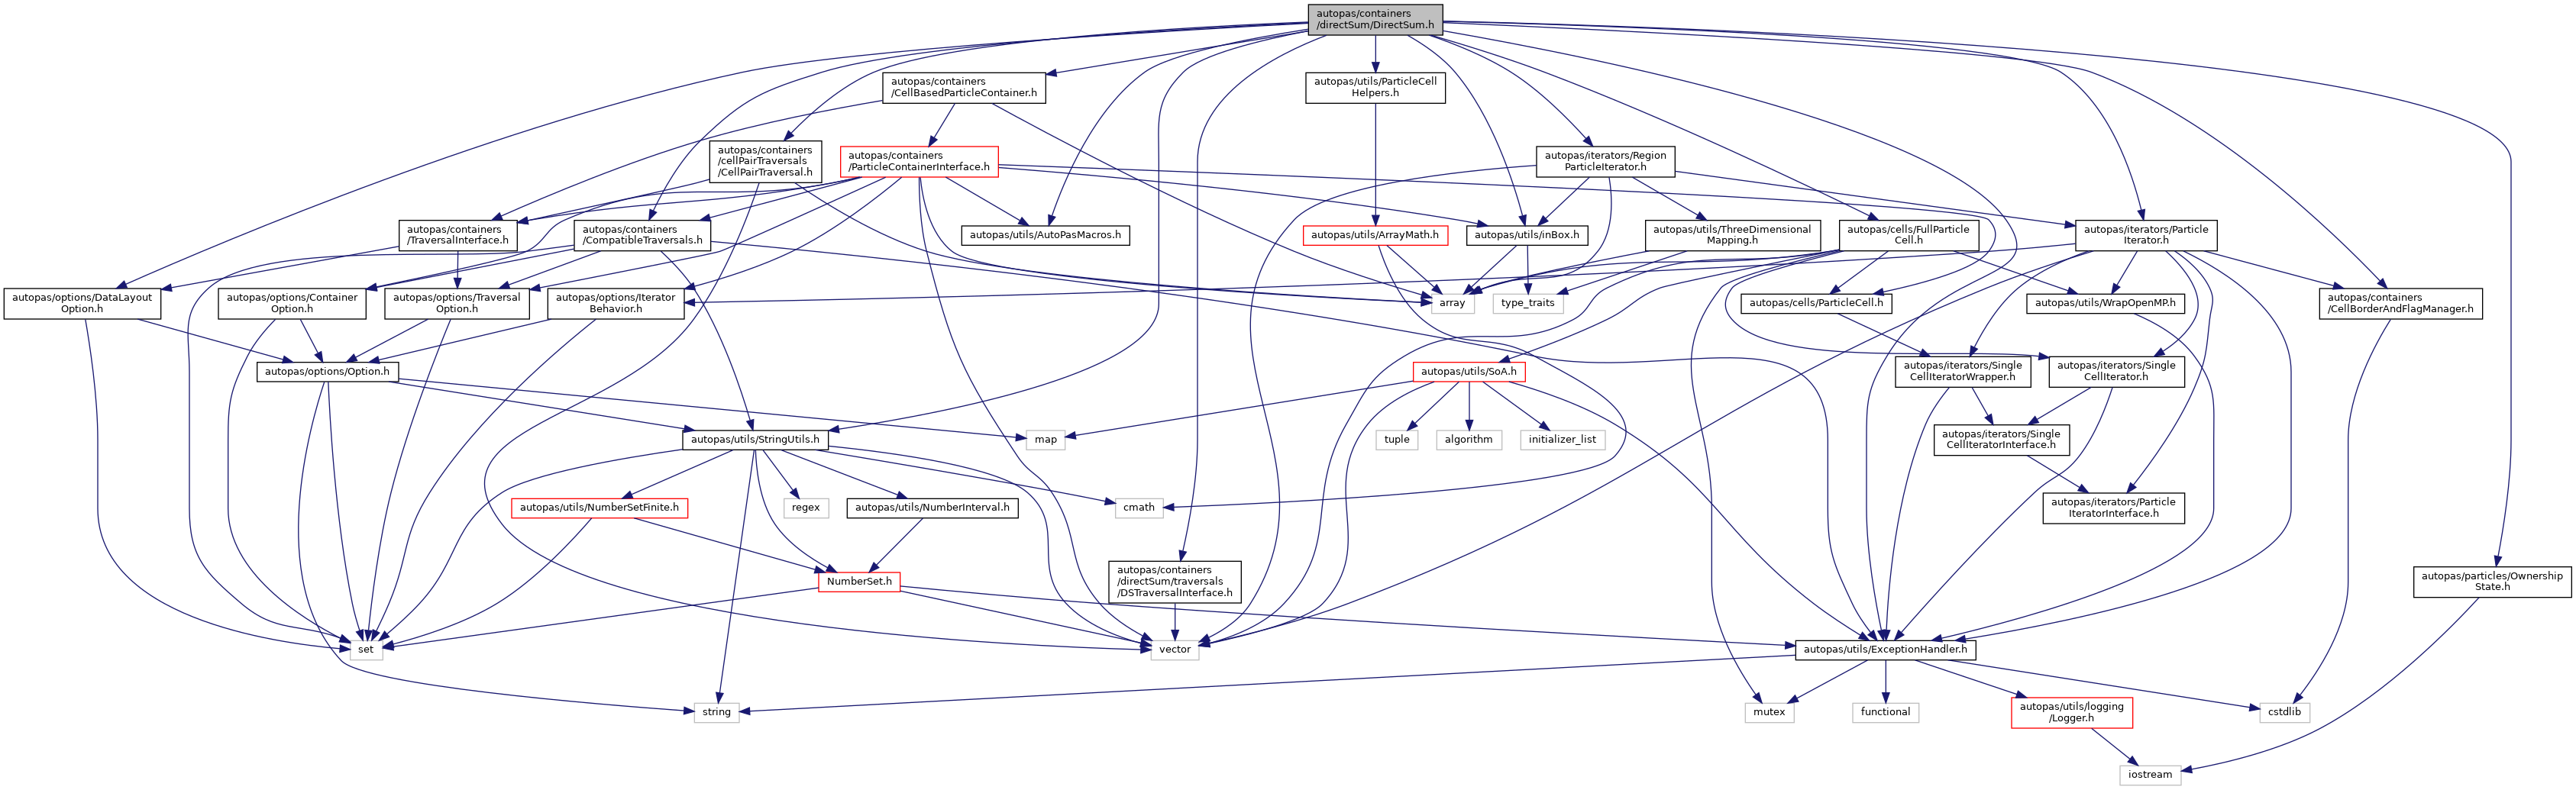 autopas/containers
/directSum/DirectSum.h
autopas/containers
/CellBasedParticleContainer.h
autopas/utils/ParticleCell
Helpers.h
autopas/containers
/cellPairTraversals
/CellPairTraversal.h
autopas/containers
/ParticleContainerInterface.h
autopas/iterators/Region
ParticleIterator.h
autopas/containers
/TraversalInterface.h
autopas/containers
/CompatibleTraversals.h
autopas/utils/AutoPasMacros.h
autopas/utils/ArrayMath.h
autopas/utils/inBox.h
autopas/utils/ThreeDimensional
Mapping.h
autopas/cells/FullParticle
Cell.h
autopas/iterators/Particle
Iterator.h
autopas/options/DataLayout
Option.h
autopas/options/Container
Option.h
autopas/options/Traversal
Option.h
autopas/options/Iterator
Behavior.h
array
type_traits
autopas/cells/ParticleCell.h
autopas/utils/WrapOpenMP.h
autopas/containers
/CellBorderAndFlagManager.h
autopas/options/Option.h
autopas/utils/SoA.h
autopas/iterators/Single
CellIteratorWrapper.h
autopas/iterators/Single
CellIterator.h
autopas/utils/StringUtils.h
map
tuple
algorithm
initializer_list
autopas/iterators/Single
CellIteratorInterface.h
autopas/utils/NumberSetFinite.h
regex
autopas/utils/NumberInterval.h
cmath
autopas/iterators/Particle
IteratorInterface.h
NumberSet.h
autopas/containers
/directSum/traversals
/DSTraversalInterface.h
autopas/particles/Ownership
State.h
set
vector
autopas/utils/ExceptionHandler.h
string
mutex
functional
autopas/utils/logging
/Logger.h
cstdlib
iostream